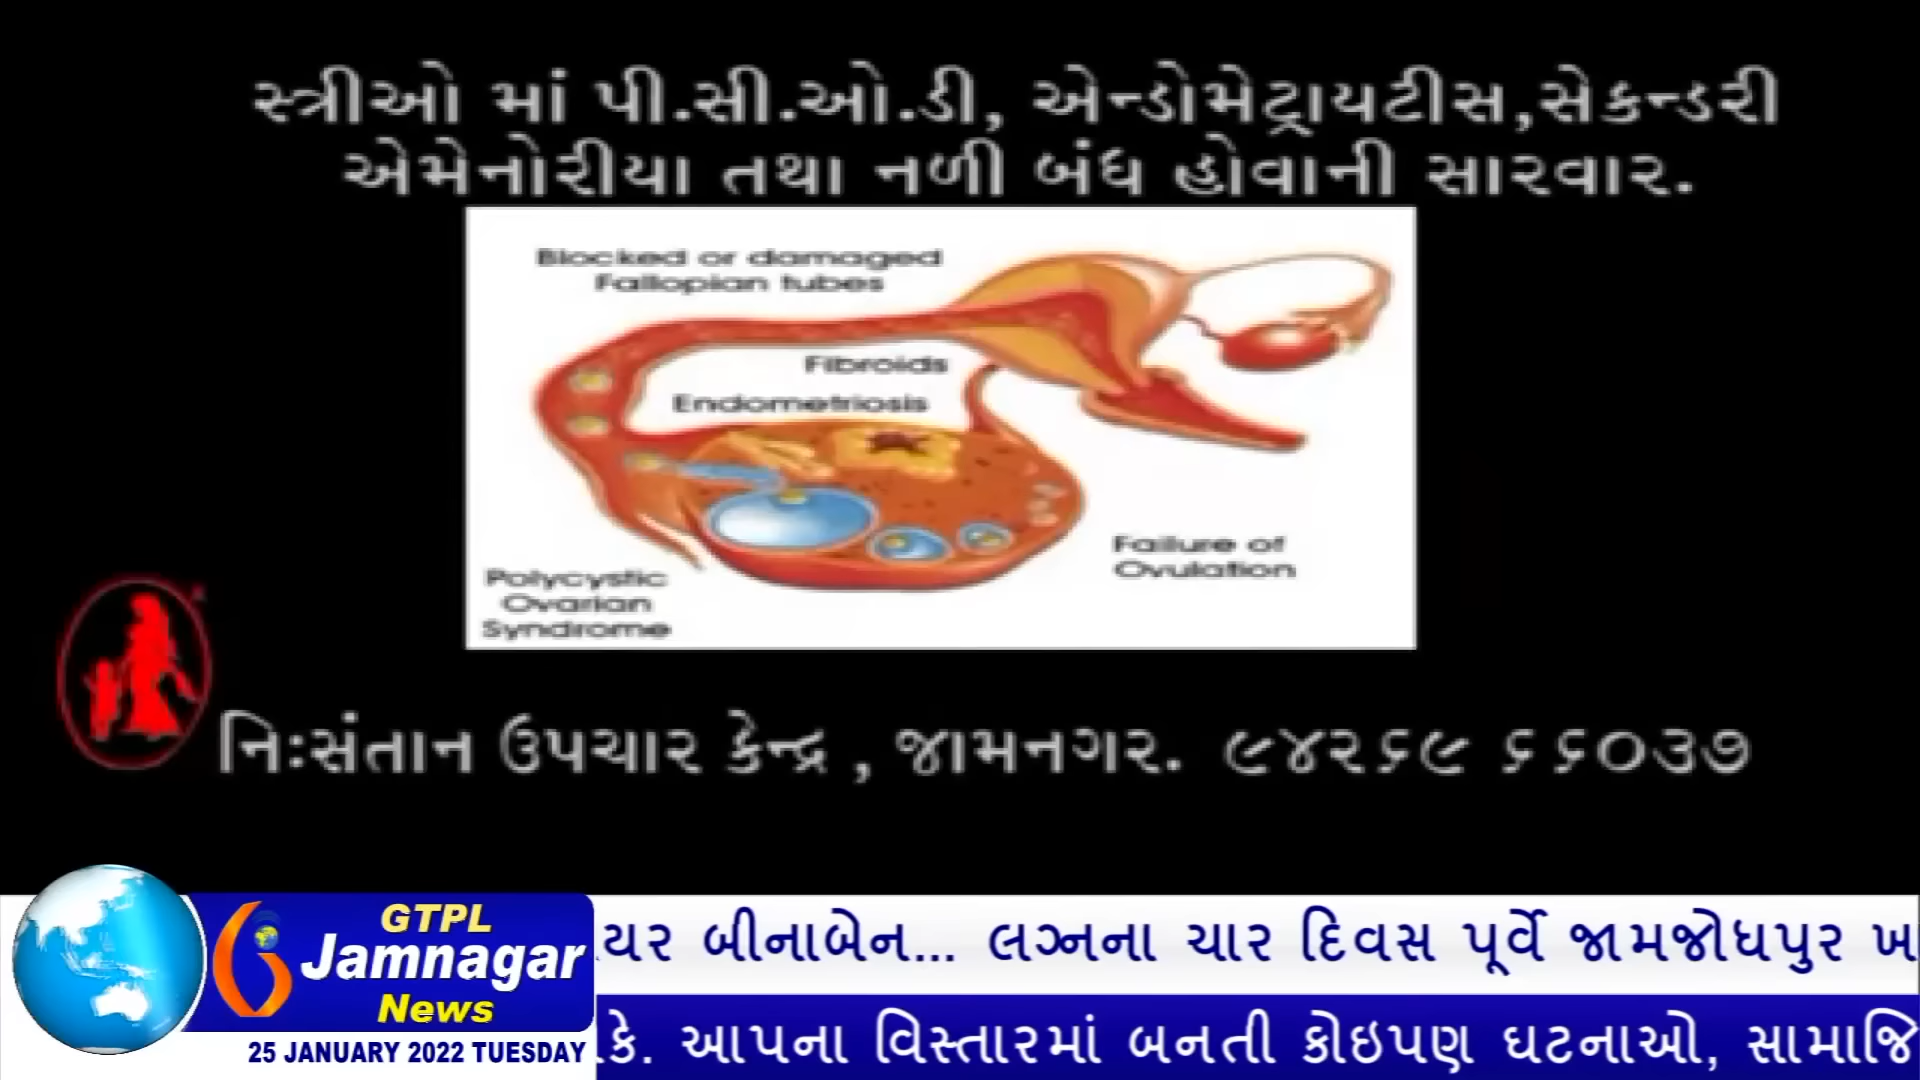 સ્ત્રીઓ માં પી.સી.ઓ.ડી, એન્ડોમેટ્રાયટીસ,સેકન્ડરી
એમેનોરીયા તથા નળી બંધ હોવાની સારવાર.
Blocked or damaged
Fallopian tubes
Fibroids
Endometriosis
Failure of
Ovulation
Polycystic
Ovarian
Syndrome
નિઃસંતાન ઉપચાર કેન્દ્ર , જામનગર. ૯૪૨૬૯ ૬૬૦૩૭
GTPL
Jamnagar
News
25 JANUARY 2022 TUESDAY
યર બીનાબેન... લગ્નના ચાર દિવસ પૂર્વે જામજોધપુર ખ
કે. આપના વિસ્તારમાં બનતી કોઇપણ ઘટનાઓ, સામાજિ